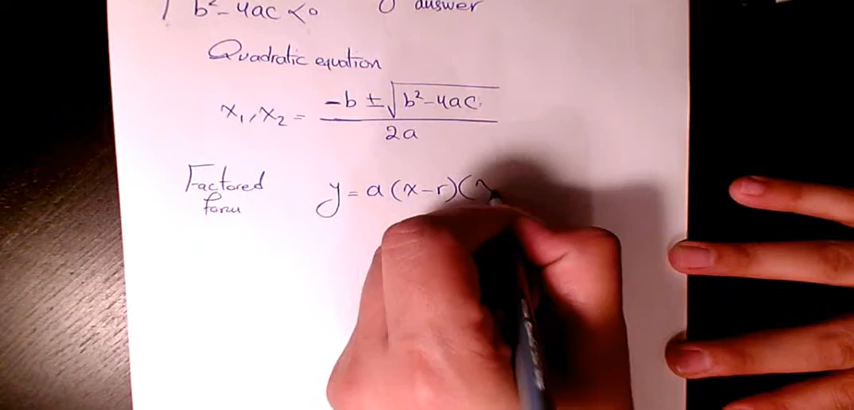 b² - 4ac < 0 0 answer
Quadratic equation
x₁, x₂ = (-b ± √(b² - 4ac)) / 2a
Factored form y = a(x - r)(x